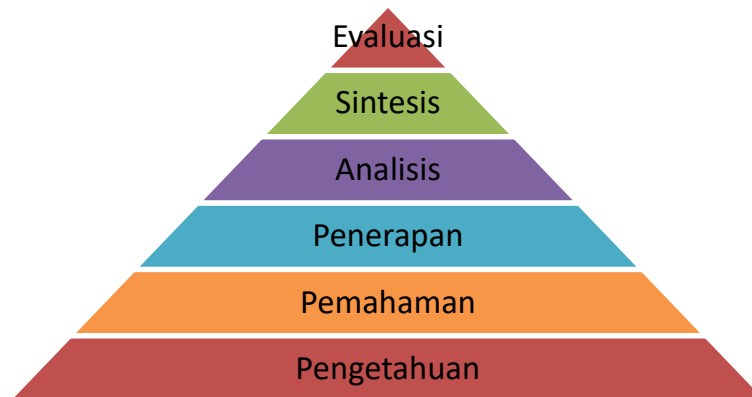 Evaluasi
Sintesis
Analisis
Penerapan
Pemahaman
Pengetahuan